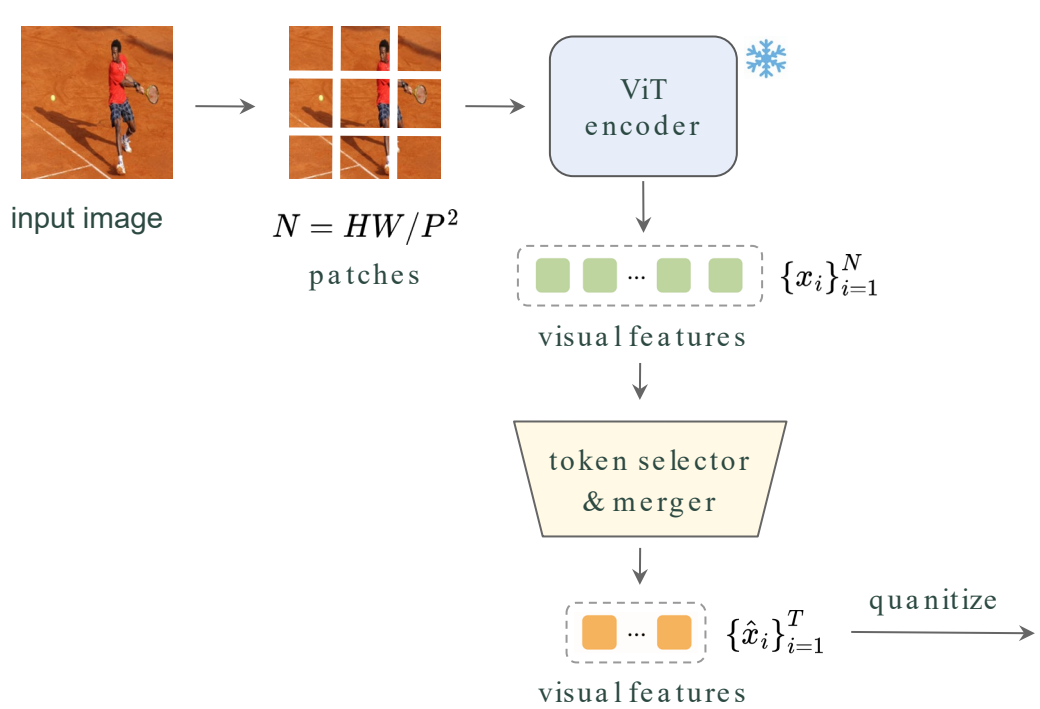 input image
N = HW/P²
patches
ViT
encoder
{x_i}_{i=1}^N
visual features
token selector
& merger
{x̂_i}_{i=1}^T
quanitize
visual features